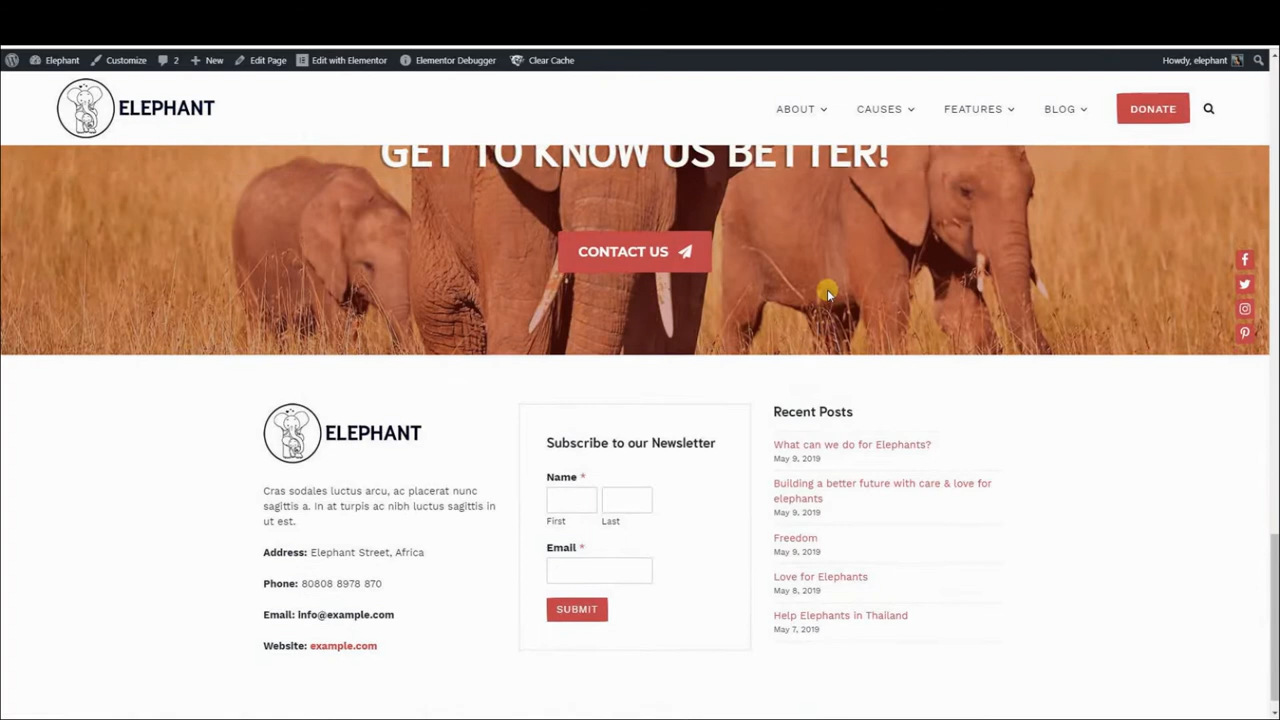 Elephant Customize 2 New Edit Page Edit with Elementor Elementor Debugger Clear Cache Howdy, elephant
ELEPHANT ABOUT CAUSES FEATURES BLOG DONATE
GET TO KNOW US BETTER!
CONTACT US
ELEPHANT
Cras sodales luctus arcu, ac placerat nunc
sagittis a. In at turpis ac nibh luctus sagittis in
ut est.
Address: Elephant Street, Africa
Phone: 80808 8978 870
Email: info@example.com
Website: example.com
Subscribe to our Newsletter
Name *
First Last
Email *
SUBMIT
Recent Posts
What can we do for Elephants?
May 9, 2019
Building a better future with care & love for
elephants
May 9, 2019
Freedom
May 9, 2019
Love for Elephants
May 8, 2019
Help Elephants in Thailand
May 7, 2019